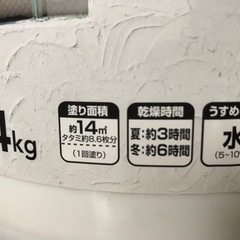 4kg
塗り面積
約14㎡
タタミ約8.6枚分
(1回塗り)
乾燥時間
夏:約3時間
冬:約6時間
うすめ
水
(5~10